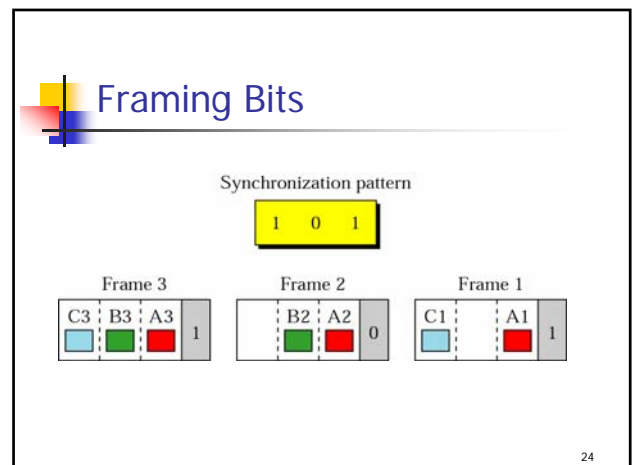 Framing Bits
Synchronization pattern
1 0 1
Frame 3 Frame 2 Frame 1
C3 B3 A3 1 B2 A2 0 C1 A1 1
24